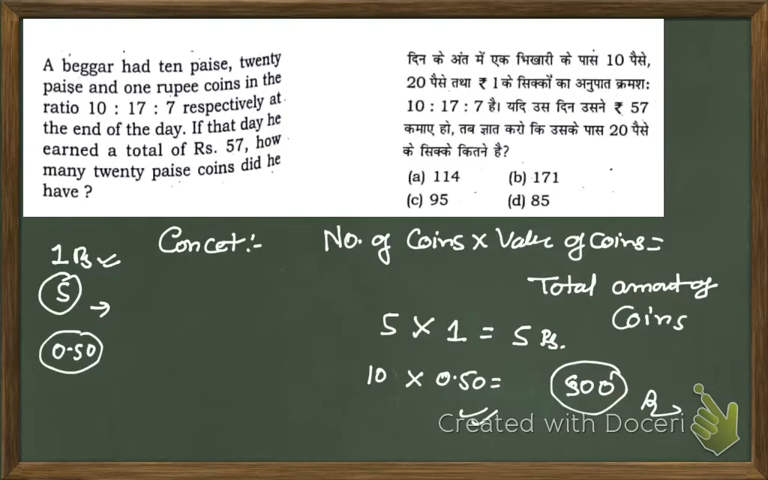 A beggar had ten paise, twenty
paise and one rupee coins in the
ratio 10 : 17 : 7 respectively at
the end of the day. If that day he
earned a total of Rs. 57, how
many twenty paise coins did he
have ?
दिन के अंत में एक भिखारी के पास 10 पैसे,
20 पैसे तथा ₹ 1 के सिक्कों का अनुपात क्रमश:
10 : 17 : 7 है। यदि उस दिन उसने ₹ 57
कमाए हो, तब ज्ञात करो कि उसके पास 20 पैसे
के सिक्के कितने है?
(a) 114 (b) 171
(c) 95 (d) 85
Concet:- No. of Coins x Value of Coins =
Total amout of
Coins
1 Rs
5
0.50
5 X 1 = 5 Rs.
10 X 0.50 =
Created with Doceri